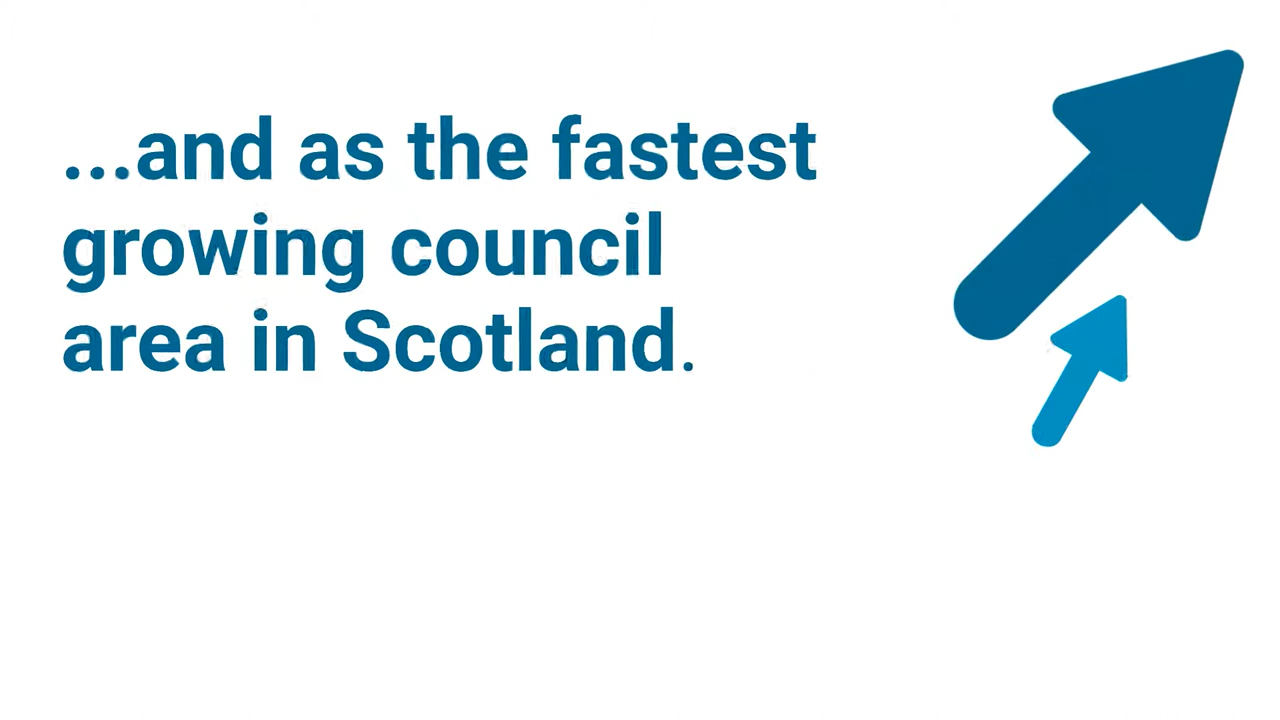 ...and as the fastest
growing council
area in Scotland.